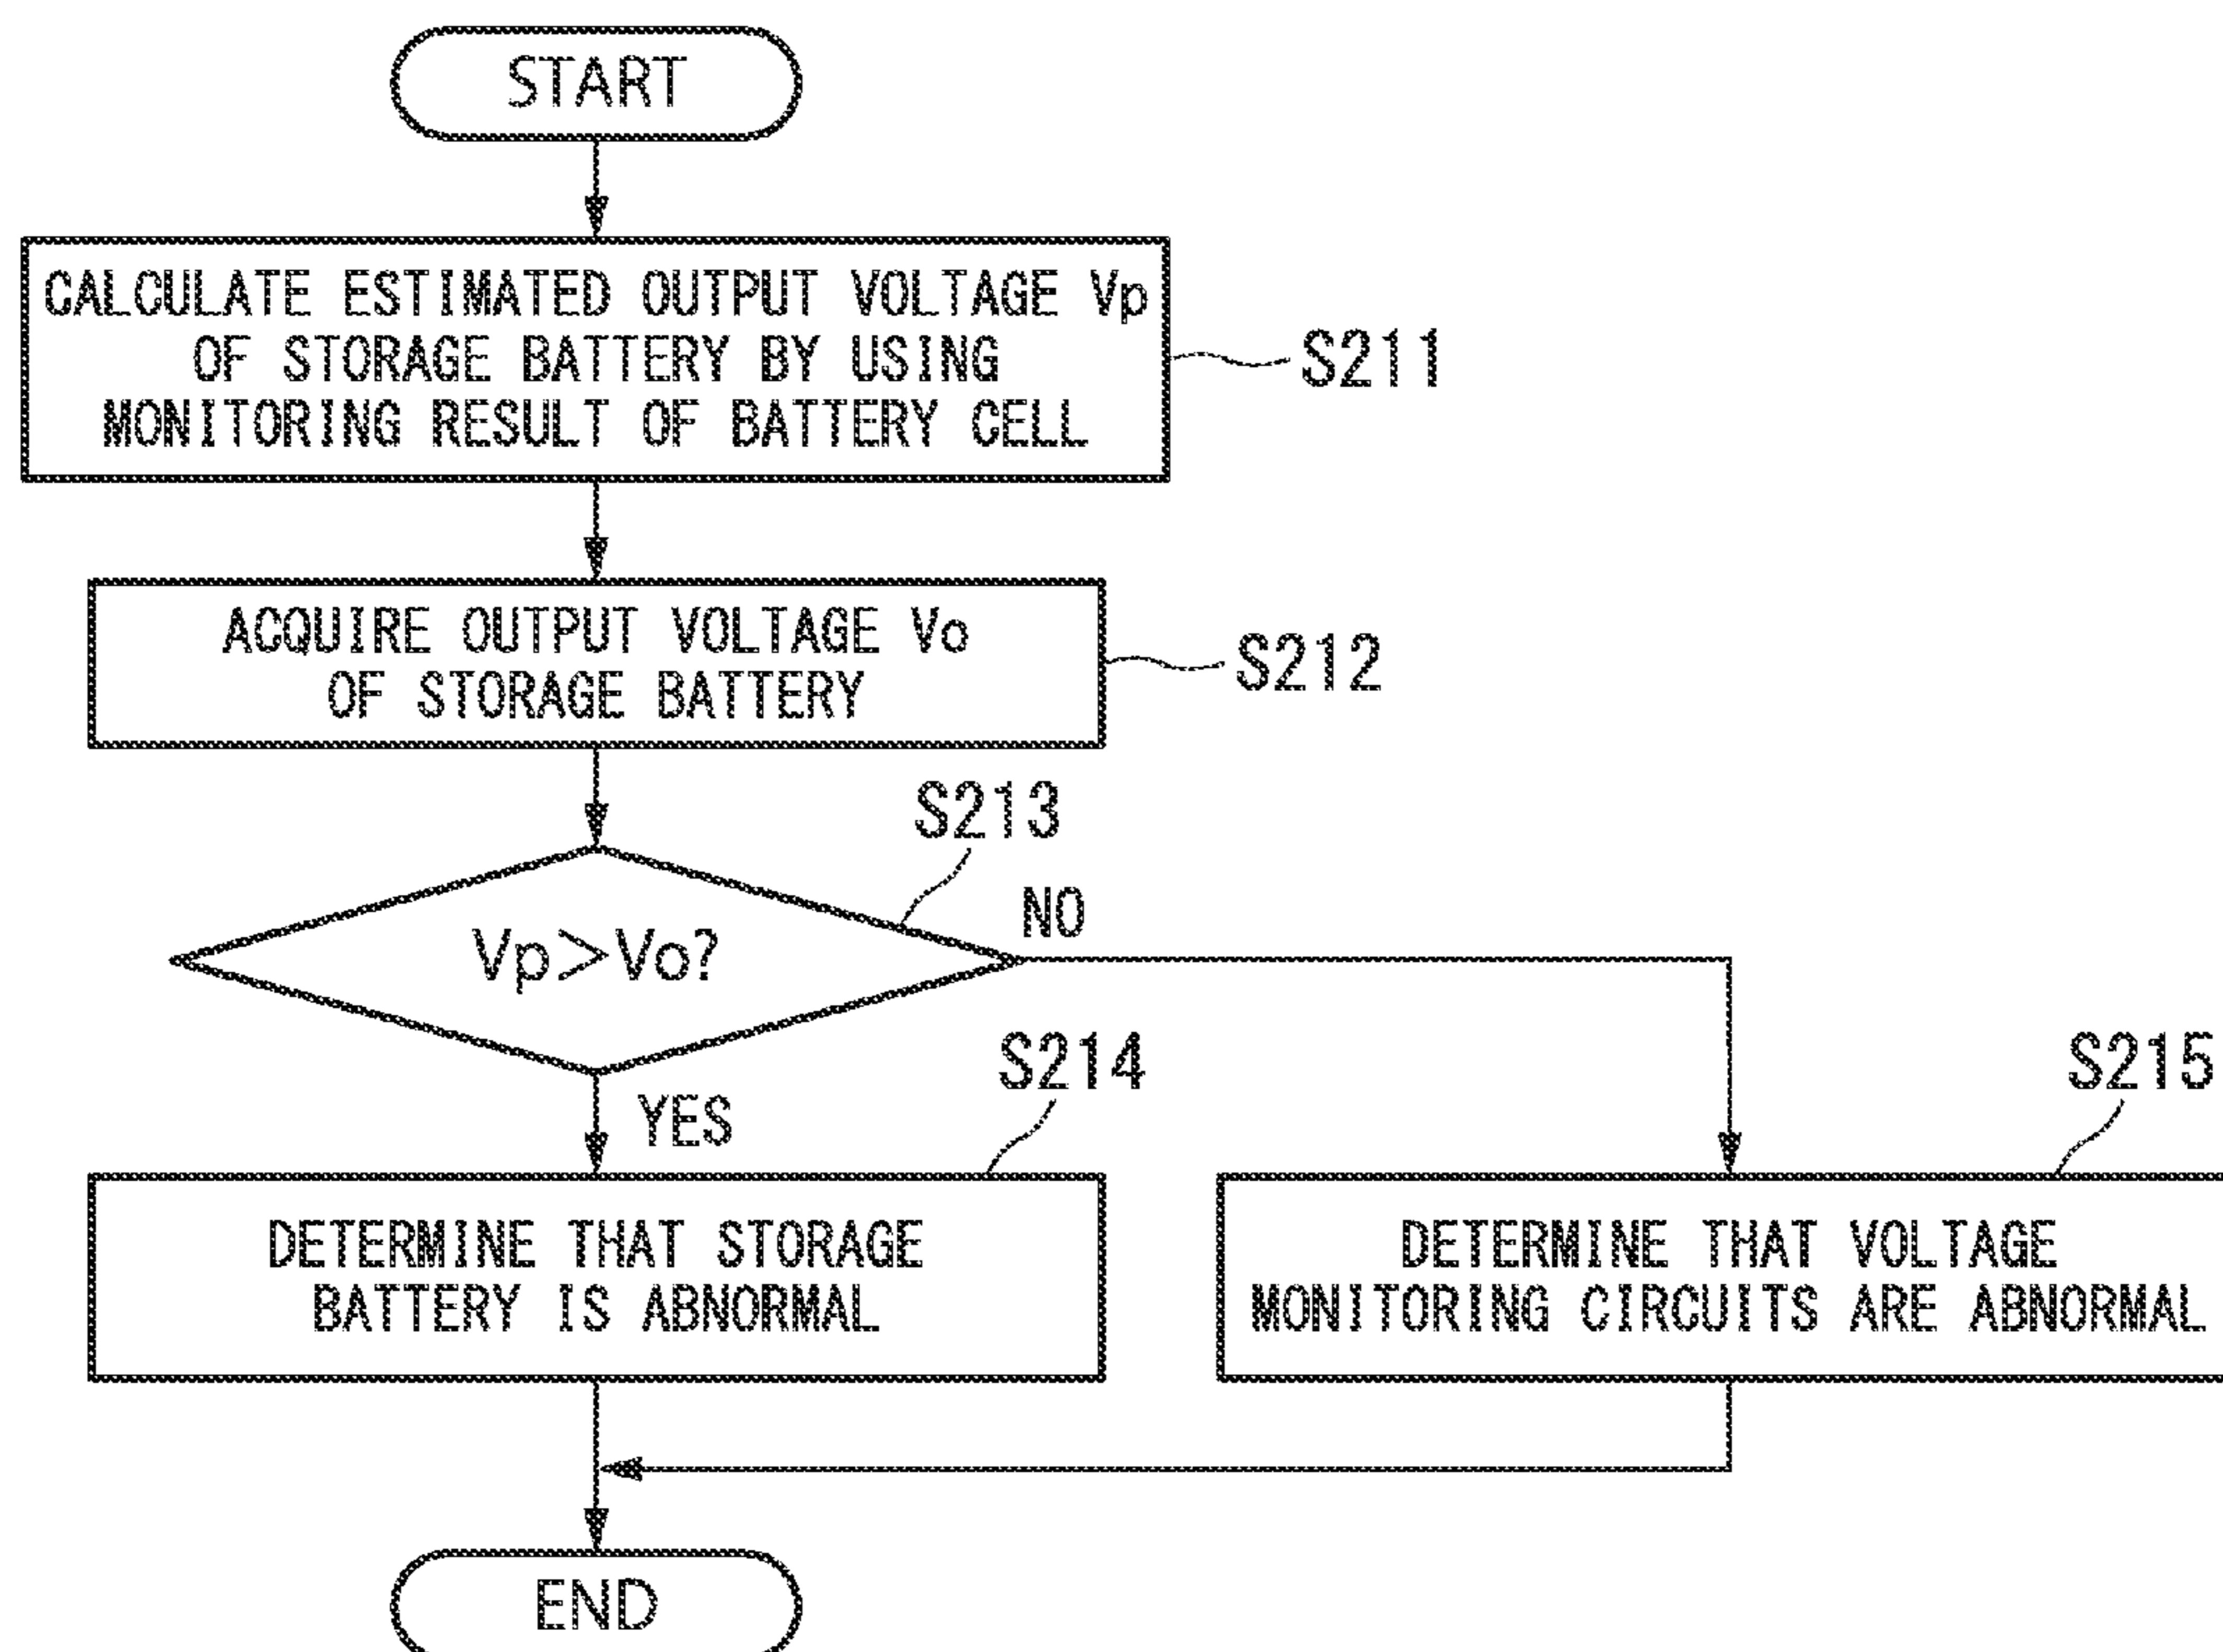 START
CALCULATE ESTIMATED OUTPUT VOLTAGE Vp
OF STORAGE BATTERY BY USING
MONITORING RESULT OF BATTERY CELL
S211
ACQUIRE OUTPUT VOLTAGE Vo
OF STORAGE BATTERY
S212
S213
Vp>Vo?
NO
YES
S214
DETERMINE THAT STORAGE
BATTERY IS ABNORMAL
S215
DETERMINE THAT VOLTAGE
MONITORING CIRCUITS ARE ABNORMAL
END